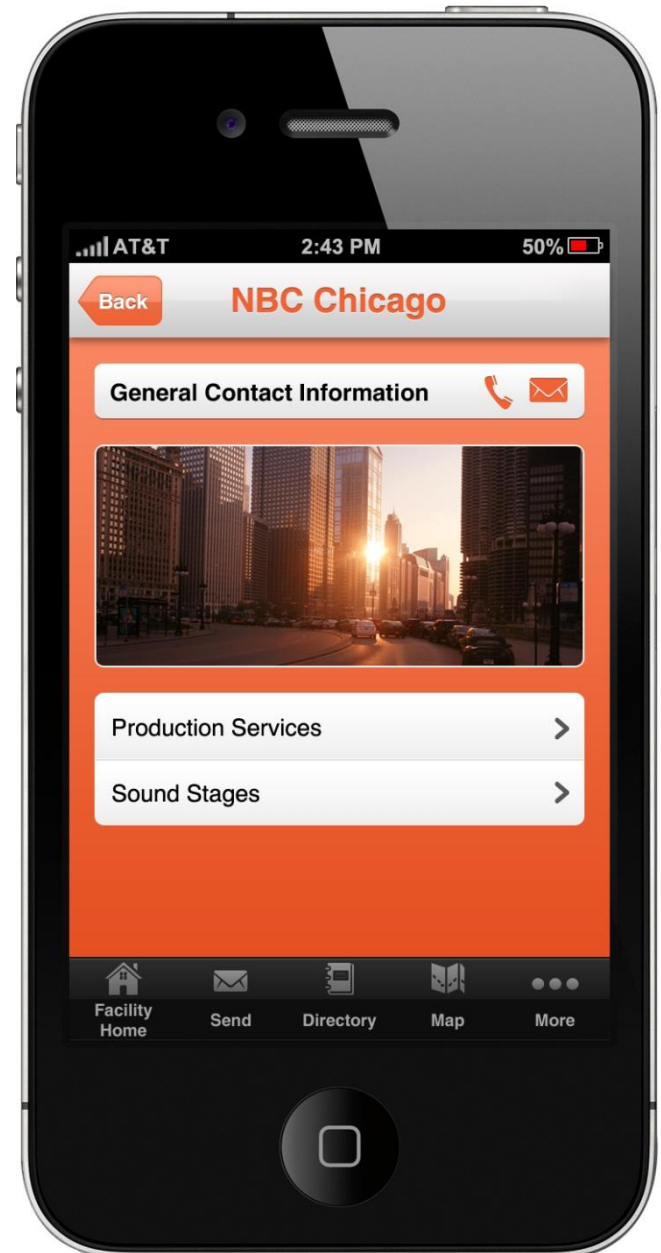 AT&T 2:43 PM 50%
Back NBC Chicago
General Contact Information
Production Services
Sound Stages
Facility Home Send Directory Map More